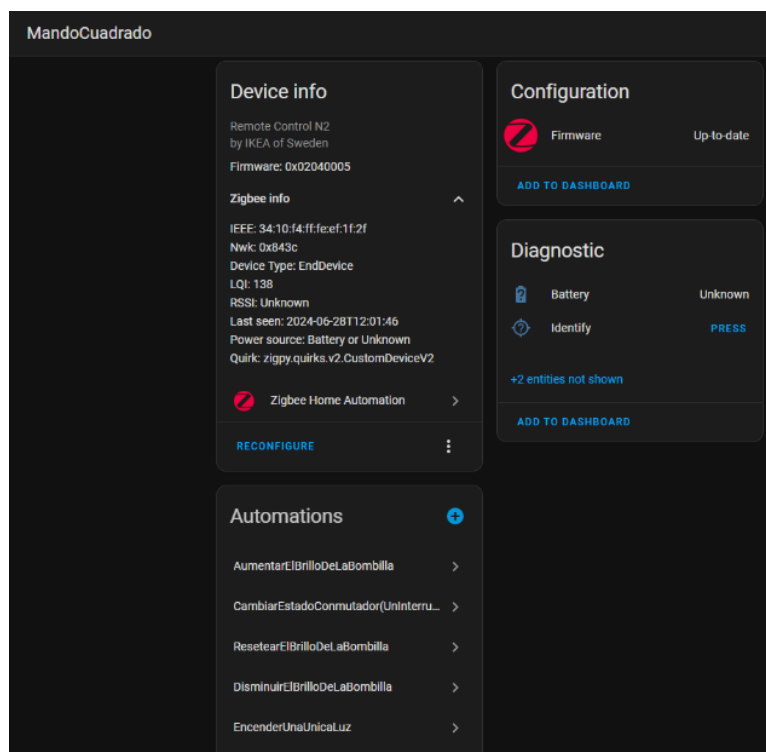 MandoCuadrado
Device info
Remote Control N2
by IKEA of Sweden
Firmware: 0x02040005
Zigbee info
IEEE: 34:10:f4:ff:fe:ef:1f:2f
Nwk: 0x843c
Device Type: EndDevice
LQI: 138
RSSI: Unknown
Last seen: 2024-06-28T12:01:46
Power source: Battery or Unknown
Quirk: zigpy.quirks.v2.CustomDeviceV2
Zigbee Home Automation
RECONFIGURE
Automations
AumentarElBrilloDeLaBombilla
CambiarEstadoConmutador(UnInterru...
ResetearElBrilloDeLaBombilla
DisminuirElBrilloDeLaBombilla
EncenderUnaUnicaLuz
Configuration
Firmware Up-to-date
ADD TO DASHBOARD
Diagnostic
Battery Unknown
Identify PRESS
+2 entities not shown
ADD TO DASHBOARD